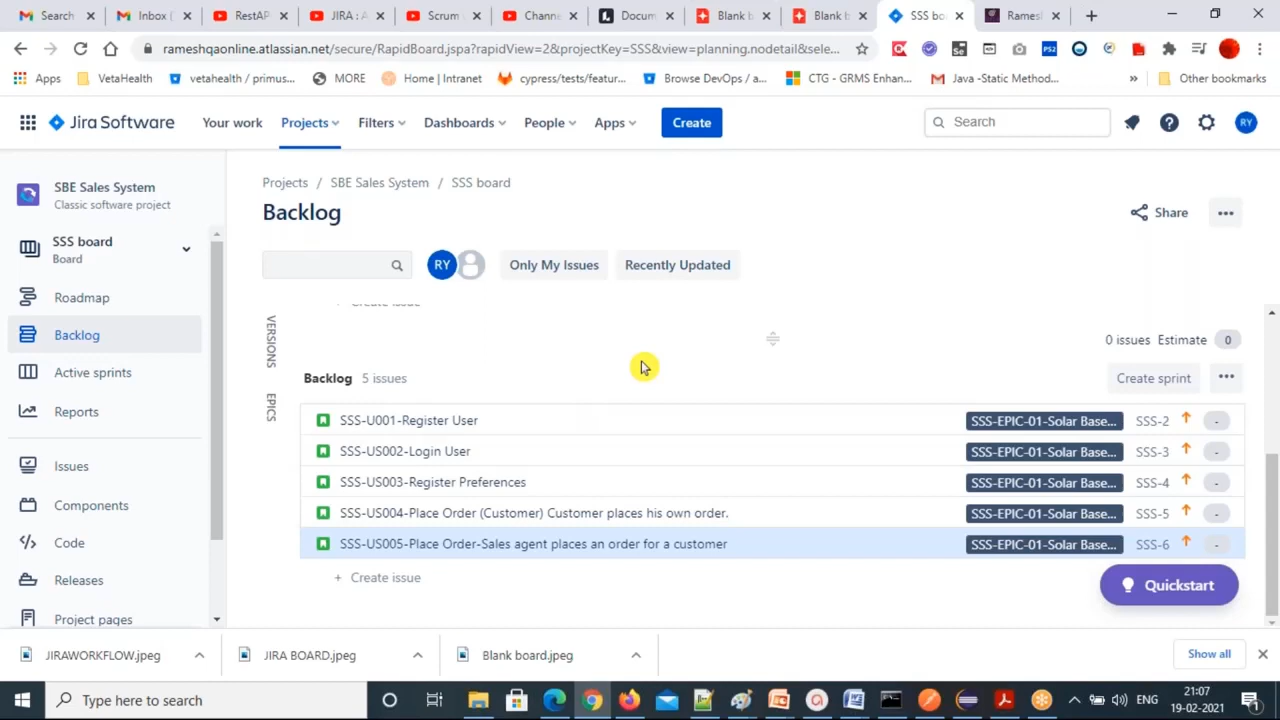 Search
Inbox (
RestAP
JIRA : A
Scrum
Channe
Docum
Blank b
Blank b
SSS bo
Rames
rameshqaonline.atlassian.net/secure/RapidBoard.jspa?rapidView=2&projectKey=SSS&view=planning.nodetail&sele...
Apps
VetaHealth
vetahealth / primus...
MORE
Home | Intranet
cypress/tests/featur...
Browse DevOps / a...
CTG - GRMS Enhan...
Java -Static Method...
»
Other bookmarks
Jira Software
Your work
Projects
Filters
Dashboards
People
Apps
Create
Search
RY
SBE Sales System
Classic software project
SSS board
Board
Roadmap
Backlog
Active sprints
Reports
Issues
Components
Code
Releases
Project pages
Projects / SBE Sales System / SSS board
Backlog
Share
RY
Only My Issues
Recently Updated
+ Create issue
VERSIONS
EPICS
0 issues Estimate 0
Backlog 5 issues
Create sprint
SSS-U001-Register User SSS-EPIC-01-Solar Base... SSS-2 -
SSS-US002-Login User SSS-EPIC-01-Solar Base... SSS-3 -
SSS-US003-Register Preferences SSS-EPIC-01-Solar Base... SSS-4 -
SSS-US004-Place Order (Customer) Customer places his own order. SSS-EPIC-01-Solar Base... SSS-5 -
SSS-US005-Place Order-Sales agent places an order for a customer SSS-EPIC-01-Solar Base... SSS-6 -
+ Create issue
Quickstart
JIRAWORKFLOW.jpeg
JIRA BOARD.jpeg
Blank board.jpeg
Show all
Type here to search
ENG
21:07
19-02-2021